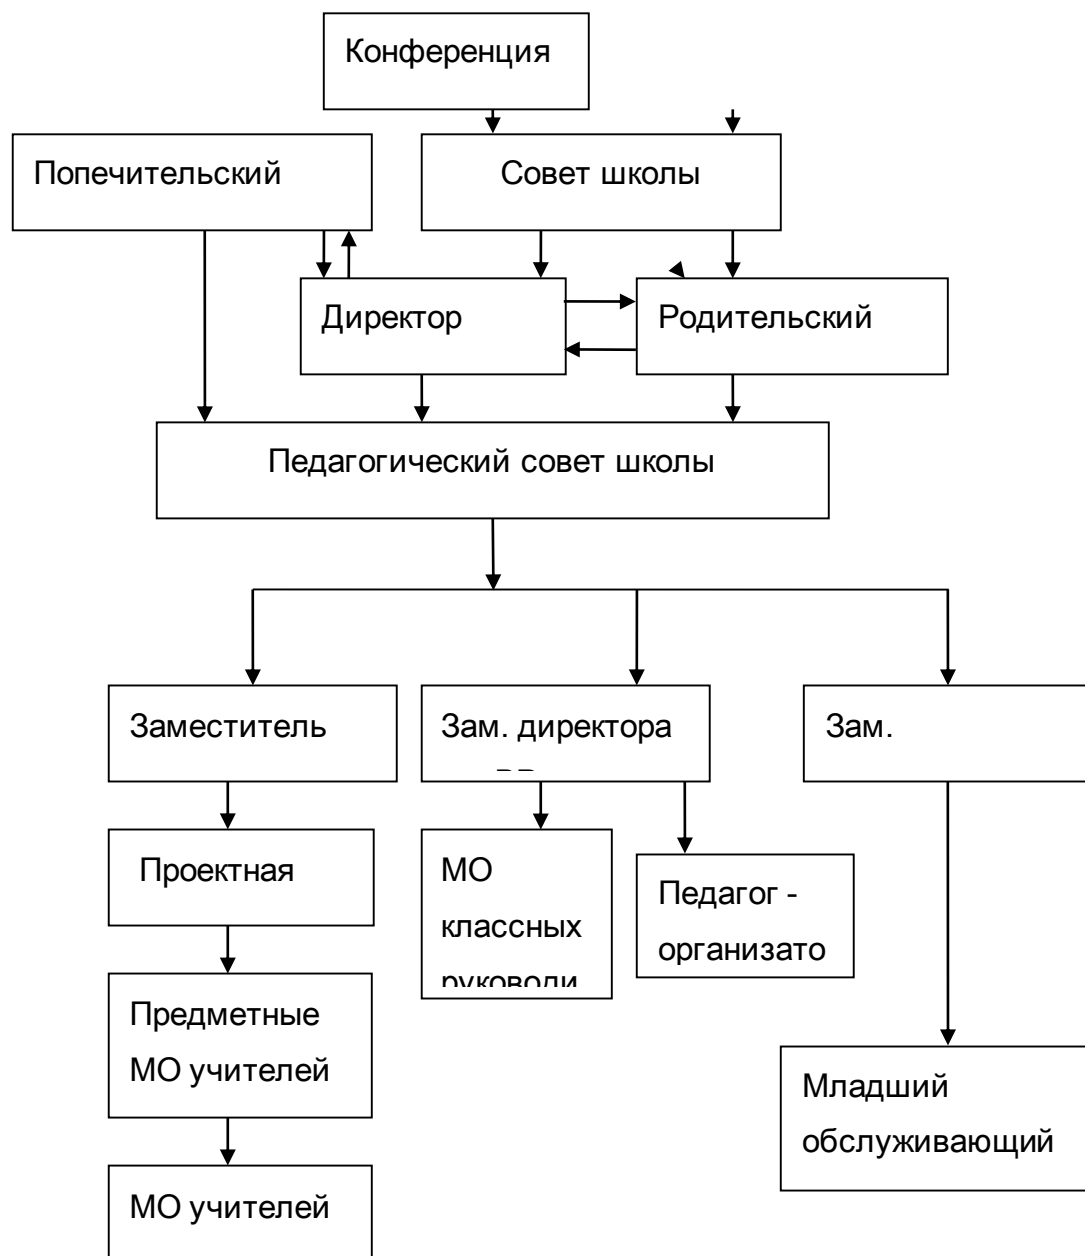 Конференция
Попечительский
Совет школы
Директор
Родительский
Педагогический совет школы
Заместитель
Зам. директора
Зам.
Проектная
МО
классных
Педагог -
организато
Предметные
МО учителей
Младший
обслуживающий
МО учителей